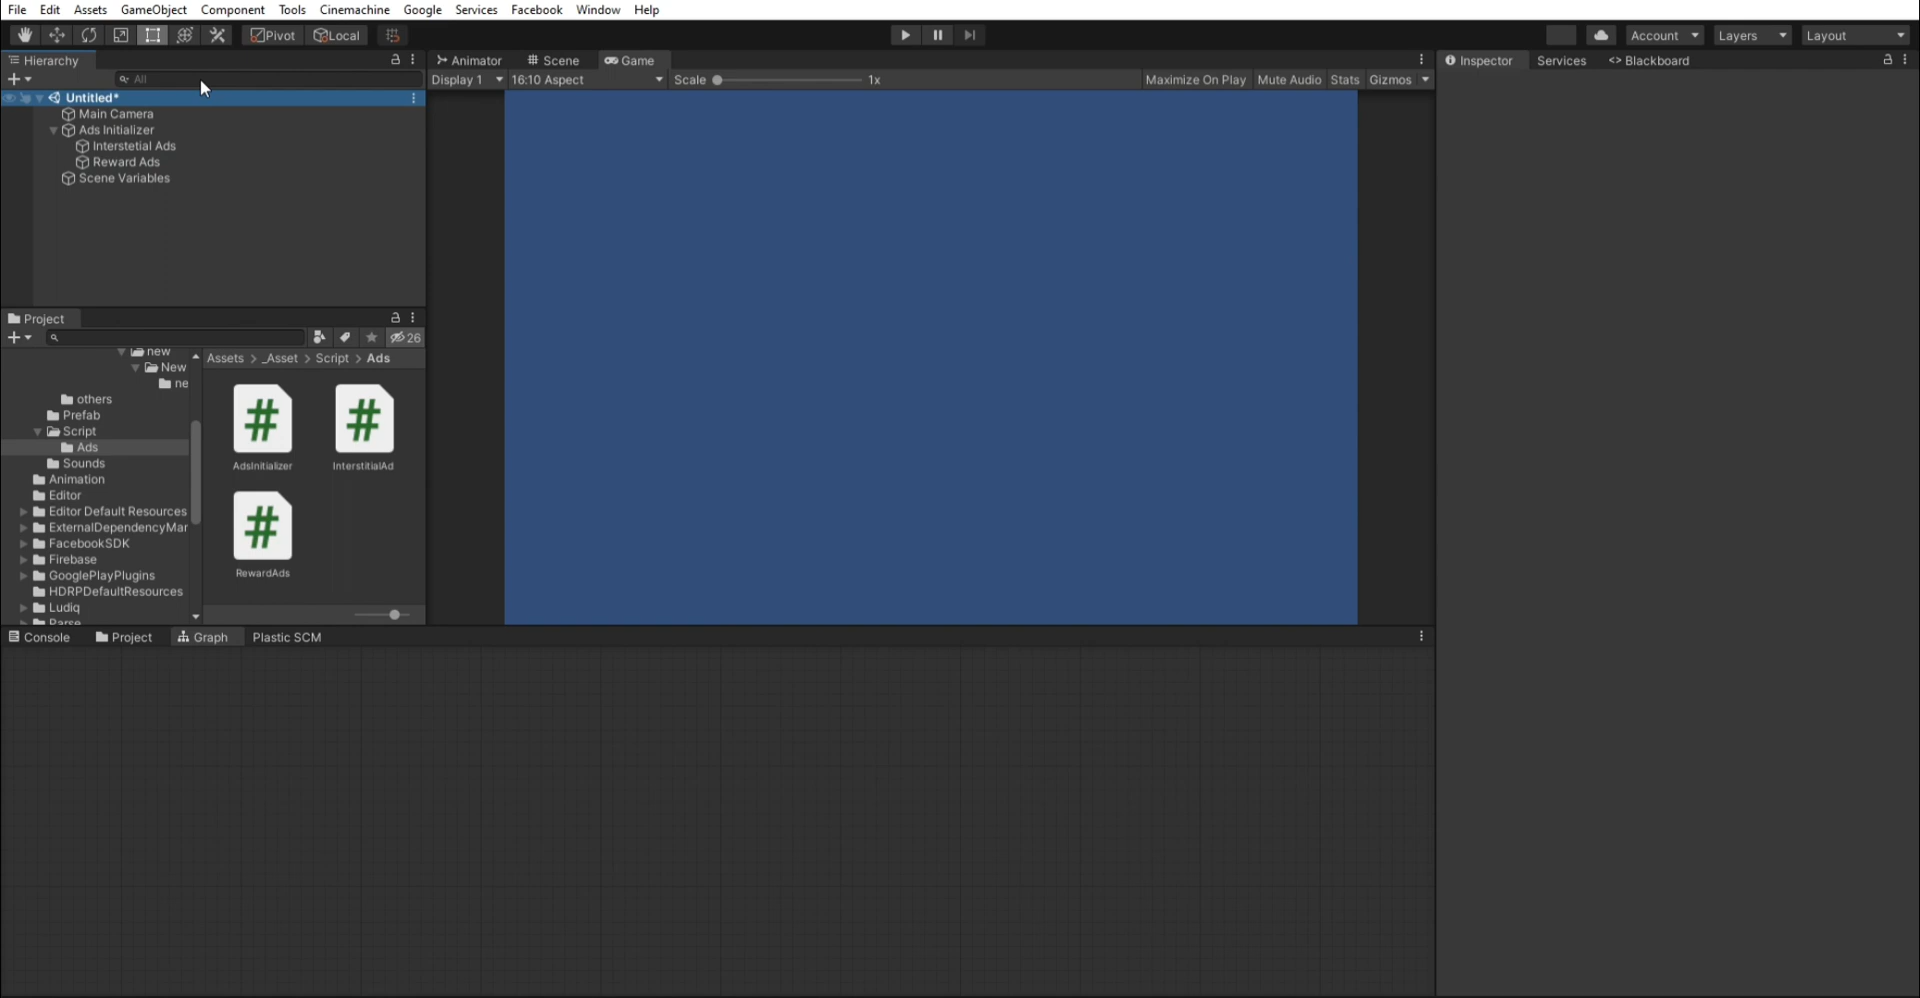 File Edit Assets GameObject Component Tools Cinemachine Google Services Facebook Window Help
Pivot Local Account Layers Layout
Hierarchy Animator Scene Game Inspector Services <> Blackboard
All Display 1 16:10 Aspect Scale 1x Maximize On Play Mute Audio Stats Gizmos
Untitled*
Main Camera
Ads Initializer
Interstetial Ads
Reward Ads
Scene Variables
Project
26
new
New
ne
others
Prefab
Script
Ads
Sounds
Animation
Editor
Editor Default Resources
ExternalDependencyMar
FacebookSDK
Firebase
GooglePlayPlugins
HDRPDefaultResources
Ludiq
Parse
Assets > _Asset > Script > Ads
# #
AdsInitializer InterstitialAd
#
RewardAds
Console Project Graph Plastic SCM